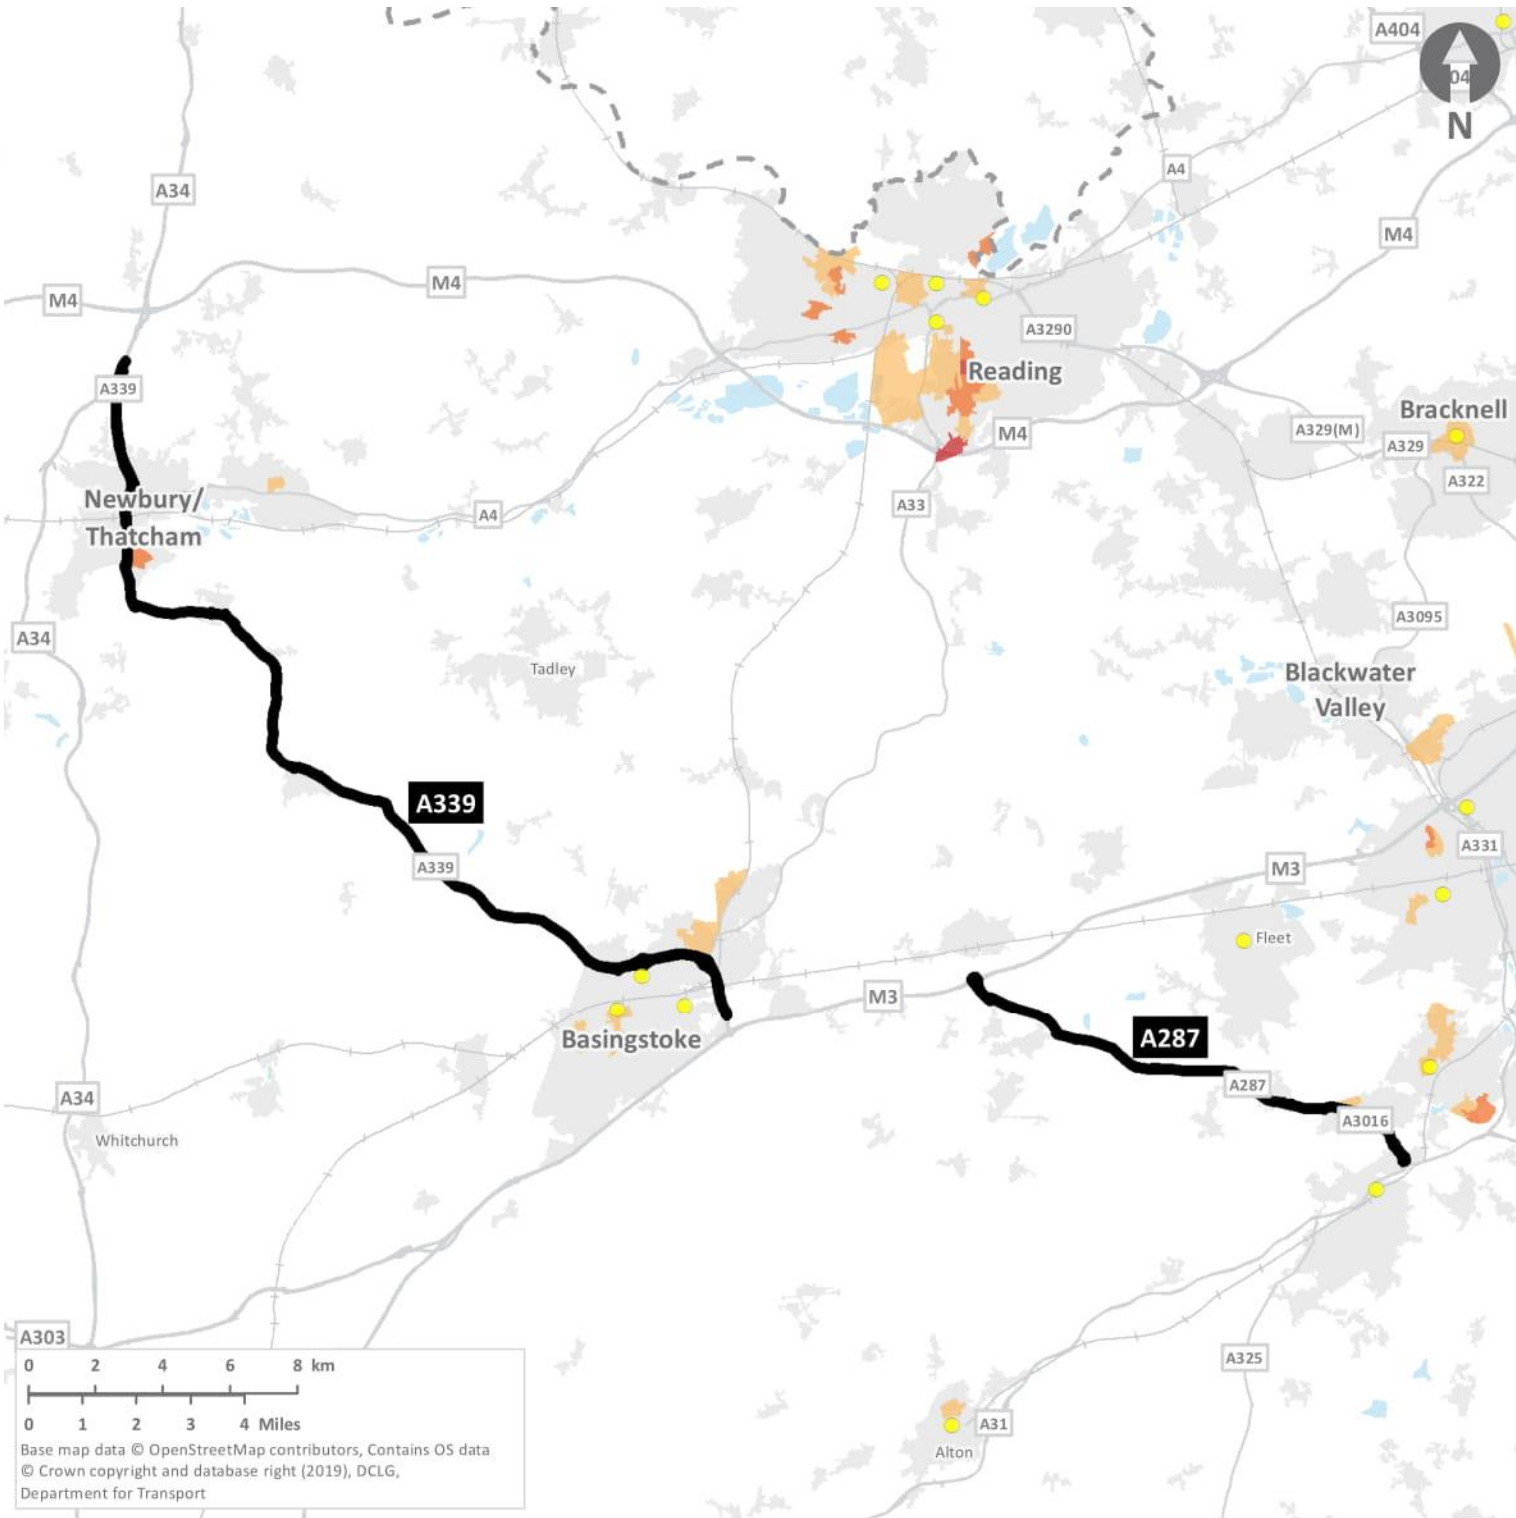 A404
04
N
A4
A34
M4
M4
M4
A3290
A339
Reading
Bracknell
M4
A329(M)
A329
A322
Newbury/
Thatcham
A4
A33
A34
A3095
Tadley
Blackwater
Valley
A339
A339
A331
M3
Fleet
M3
Basingstoke
A287
A287
A34
A3016
Whitchurch
A303
A325
A31
Alton
0 2 4 6 8 km
0 1 2 3 4 Miles
Base map data © OpenStreetMap contributors, Contains OS data
© Crown copyright and database right (2019), DCLG,
Department for Transport